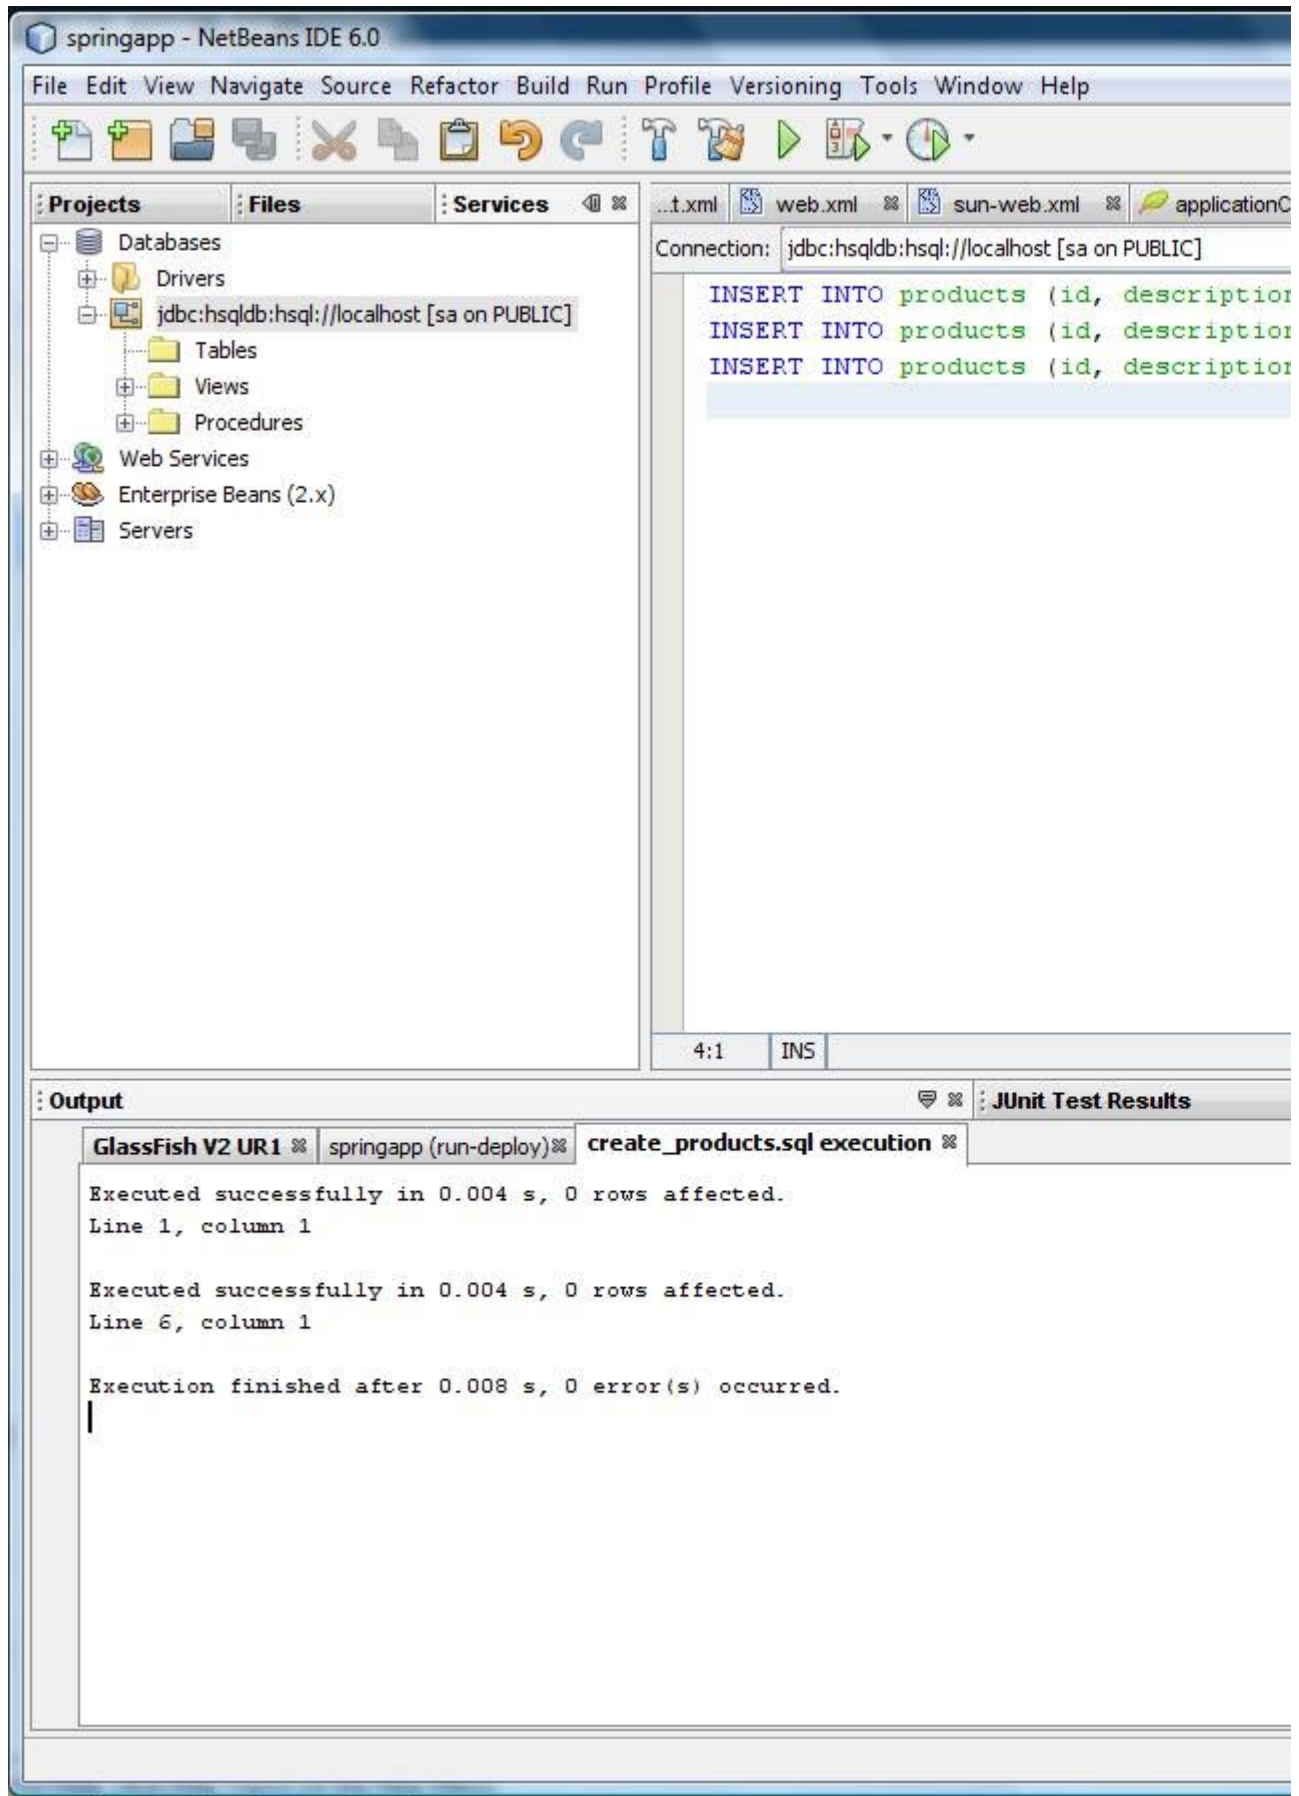 springapp - NetBeans IDE 6.0
File Edit View Navigate Source Refactor Build Run Profile Versioning Tools Window Help
Projects Files Services
...t.xml web.xml sun-web.xml applicationC
Databases
Connection: jdbc:hsqldb:hsql://localhost [sa on PUBLIC]
Drivers
jdbc:hsqldb:hsql://localhost [sa on PUBLIC]
Tables
Views
Procedures
Web Services
Enterprise Beans (2.x)
Servers
INSERT INTO products (id, description
INSERT INTO products (id, description
INSERT INTO products (id, description
4:1 INS
Output JUnit Test Results
GlassFish V2 UR1 springapp (run-deploy) create_products.sql execution
Executed successfully in 0.004 s, 0 rows affected.
Line 1, column 1
Executed successfully in 0.004 s, 0 rows affected.
Line 6, column 1
Execution finished after 0.008 s, 0 error(s) occurred.